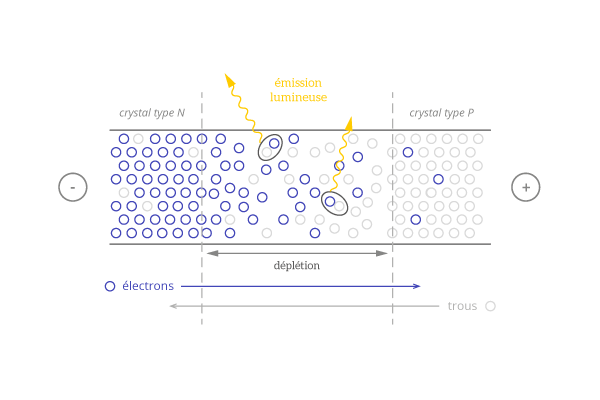 émission
lumineuse
crystal type N
crystal type P
-
+
déplétion
électrons
trous